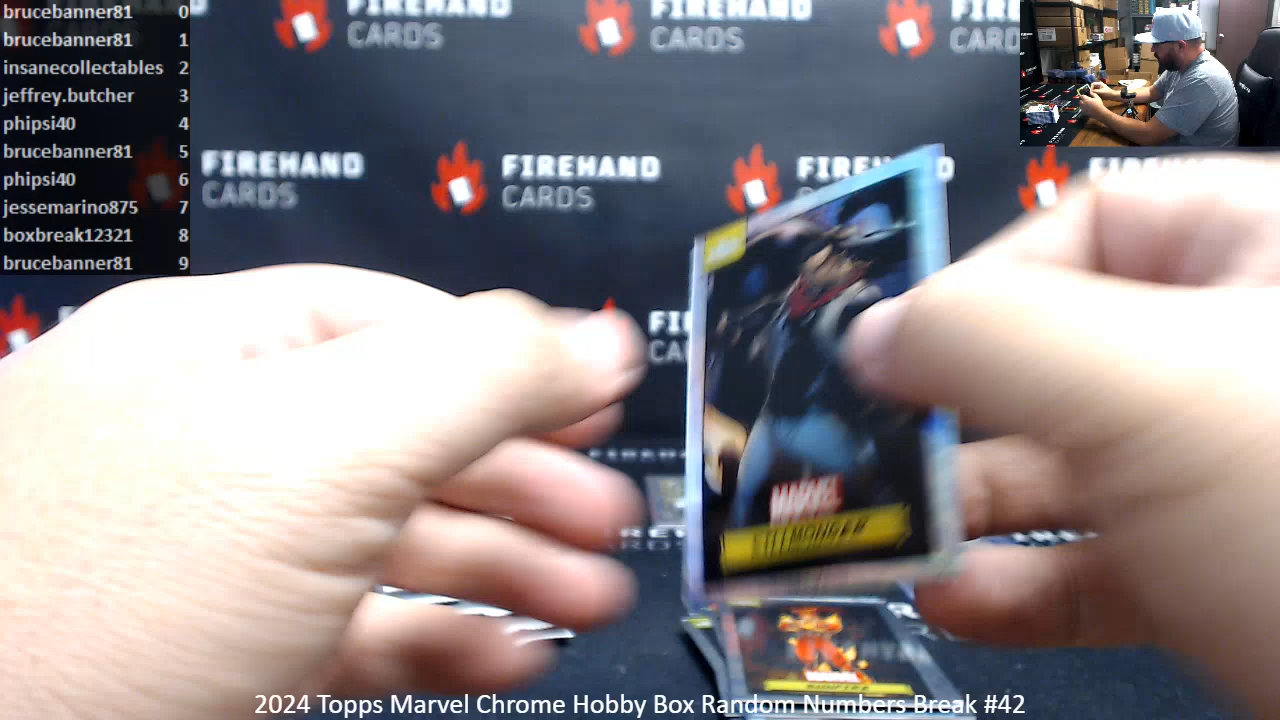 brucebanner81 0
brucebanner81 1
insanecollectables 2
jeffrey.butcher 3
phipsi40 4
brucebanner81 5
phipsi40 6
jessemarino875 7
boxbreak12321 8
brucebanner81 9
FIREHAND CARDS
FIREHAND CARDS
CARDS
FIREHAND CARDS
FIREHAND CARDS
FIREHAND
MARVEL
MARVEL
SUNFIRE
2024 Topps Marvel Chrome Hobby Box Random Numbers Break #42